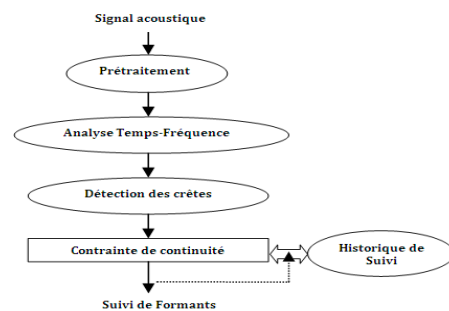 Signal acoustique
Prétraitement
Analyse Temps-Fréquence
Détection des crêtes
Contrainte de continuité
Historique de
Suivi
Suivi de Formants